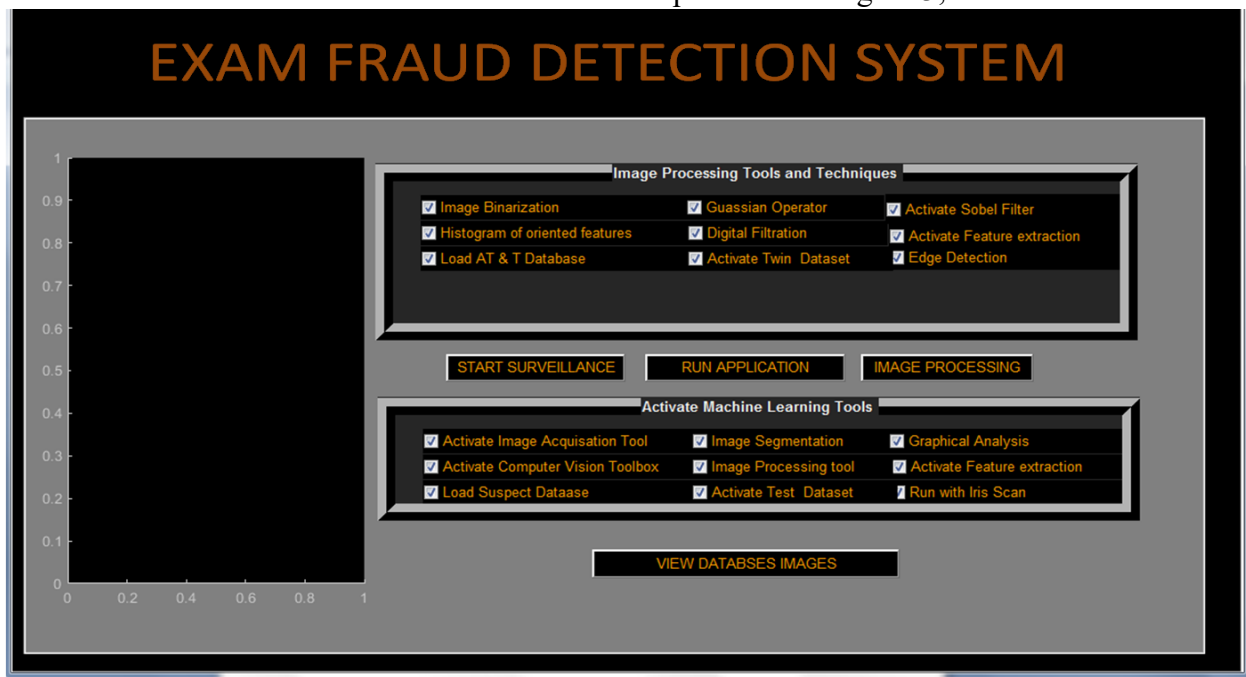 EXAM FRAUD DETECTION SYSTEM
1
0.9
0.8
0.7
0.6
0.5
0.4
0.3
0.2
0.1
0
0 0.2 0.4 0.6 0.8 1
Image Processing Tools and Techniques
Image Binarization Guassian Operator Activate Sobel Filter
Histogram of oriented features Digital Filtration Activate Feature extraction
Load AT & T Database Activate Twin Dataset Edge Detection
START SURVEILLANCE RUN APPLICATION IMAGE PROCESSING
Activate Machine Learning Tools
Activate Image Acquisation Tool Image Segmentation Graphical Analysis
Activate Computer Vision Toolbox Image Processing tool Activate Feature extraction
Load Suspect Dataase Activate Test Dataset Run with Iris Scan
VIEW DATABSES IMAGES